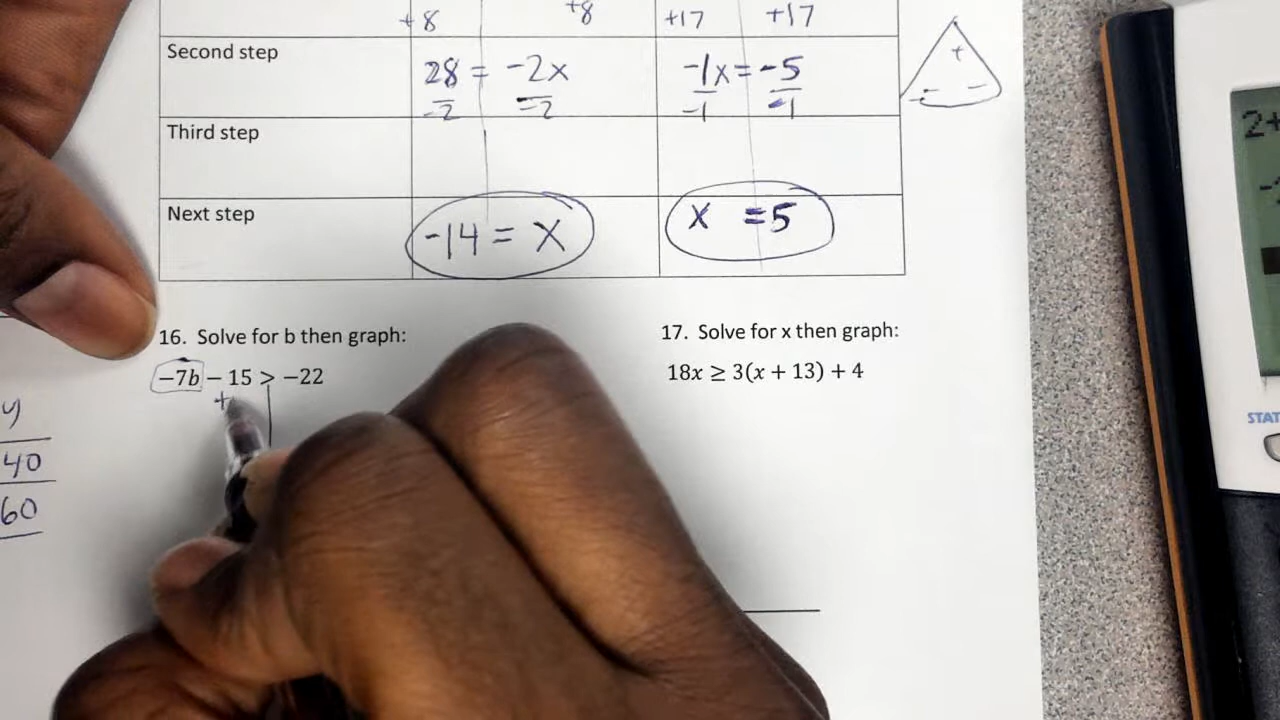 +8 +8 +17 +17
Second step 28 = -2x -1x = -5
-2 -2 -1 -1
+
- -
Third step
Next step -14 = x x = 5
16. Solve for b then graph:
−7b − 15 > −22
+
17. Solve for x then graph:
18x ≥ 3(x + 13) + 4
y
40
60
2+
STAT